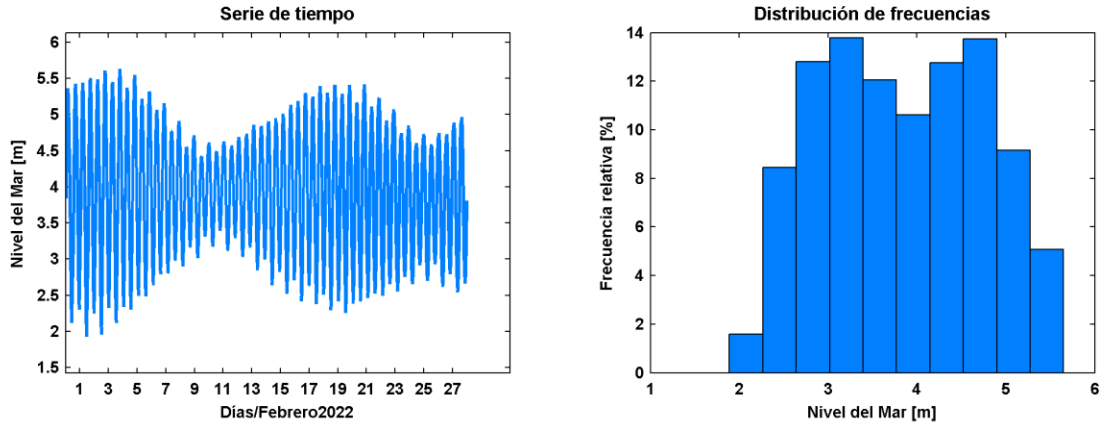 Serie de tiempo
6
5.5
5
4.5
4
3.5
3
2.5
2
1.5
Nivel del Mar [m]
1 3 5 7 9 11 13 15 17 19 21 23 25 27
Días/Febrero2022
Distribución de frecuencias
14
12
10
8
6
4
2
0
Frecuencia relativa [%]
1 2 3 4 5 6
Nivel del Mar [m]